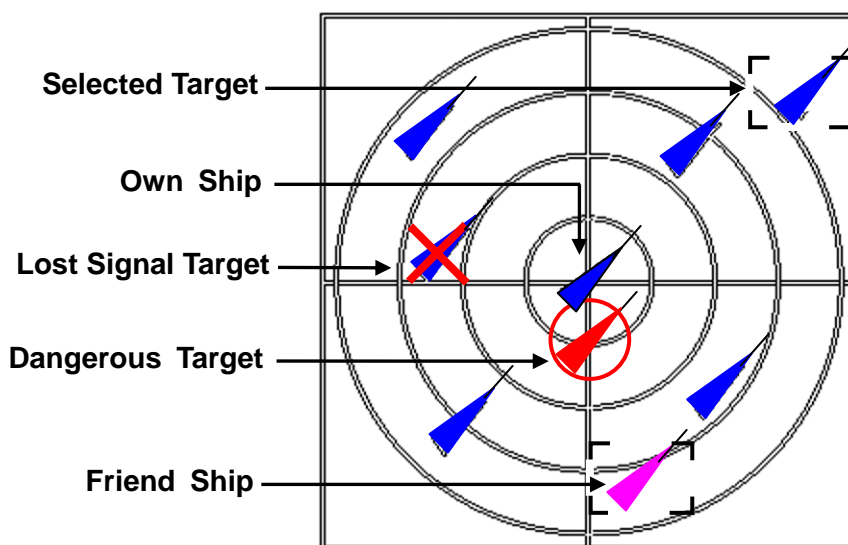 Selected Target
Own Ship
Lost Signal Target
Dangerous Target
Friend Ship